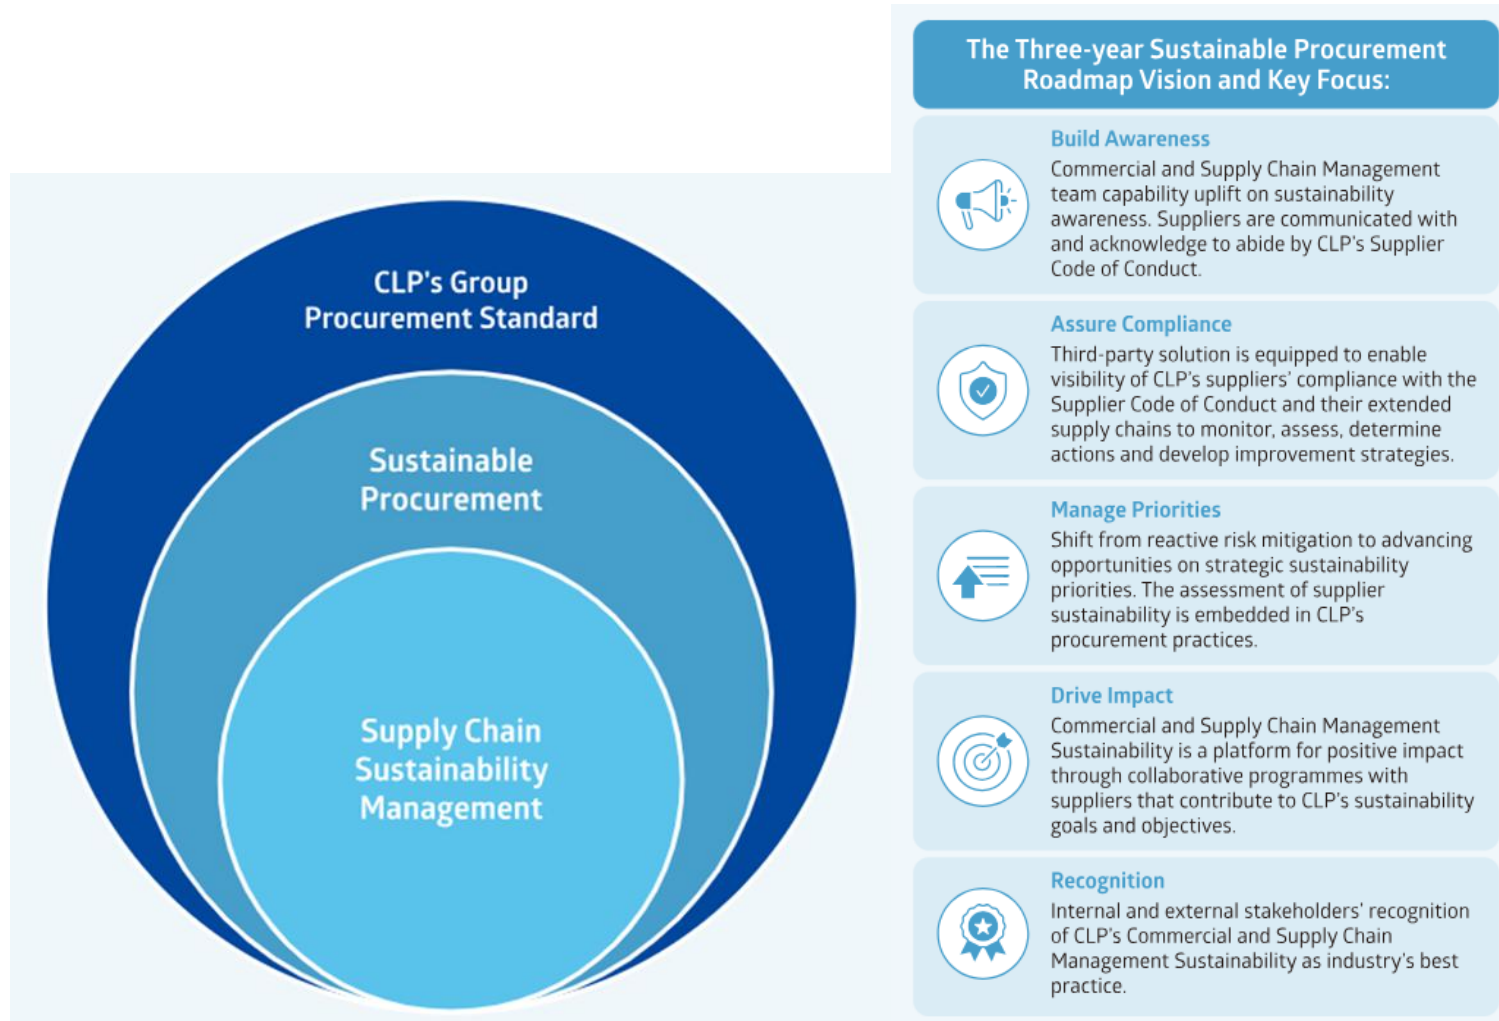 CLP's Group
Procurement Standard
Sustainable
Procurement
Supply Chain
Sustainability
Management
The Three-year Sustainable Procurement
Roadmap Vision and Key Focus:
Build Awareness
Commercial and Supply Chain Management
team capability uplift on sustainability
awareness. Suppliers are communicated with
and acknowledge to abide by CLP's Supplier
Code of Conduct.
Assure Compliance
Third-party solution is equipped to enable
visibility of CLP's suppliers' compliance with the
Supplier Code of Conduct and their extended
supply chains to monitor, assess, determine
actions and develop improvement strategies.
Manage Priorities
Shift from reactive risk mitigation to advancing
opportunities on strategic sustainability
priorities. The assessment of supplier
sustainability is embedded in CLP's
procurement practices.
Drive Impact
Commercial and Supply Chain Management
Sustainability is a platform for positive impact
through collaborative programmes with
suppliers that contribute to CLP's sustainability
goals and objectives.
Recognition
Internal and external stakeholders' recognition
of CLP's Commercial and Supply Chain
Management Sustainability as industry's best
practice.